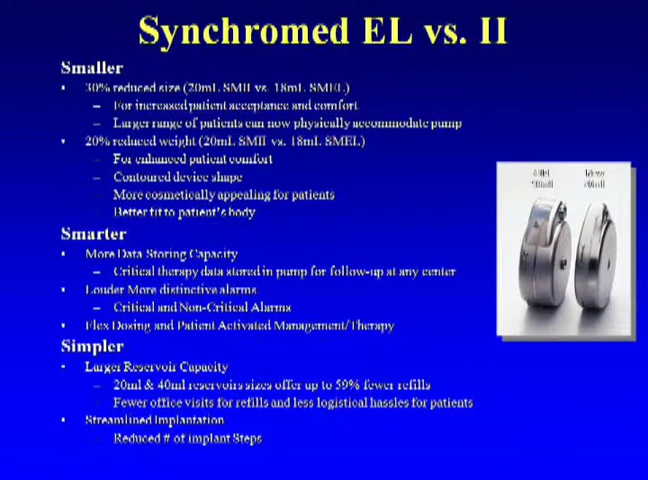 Synchromed EL vs. II
Smaller
• 30% reduced size (20mL SMII vs. 18mL SMEL)
– For increased patient acceptance and comfort
– Larger range of patients can now physically accommodate pump
• 20% reduced weight (20mL SMII vs. 18mL SMEL)
– For enhanced patient comfort
– Contoured device shape
More cosmetically appealing for patients
Better fit to patient's body
Smarter
• More Data Storing Capacity
– Critical therapy data stored in pump for follow-up at any center
• Louder More distinctive alarms
– Critical and Non-Critical Alarms
• Flex Dosing and Patient Activated Management/Therapy
Simpler
• Larger Reservoir Capacity
– 20ml & 40ml reservoirs sizes offer up to 59% fewer refills
Fewer office visits for refills and less logistical hassles for patients
• Streamlined Implantation
Reduced # of implant Steps